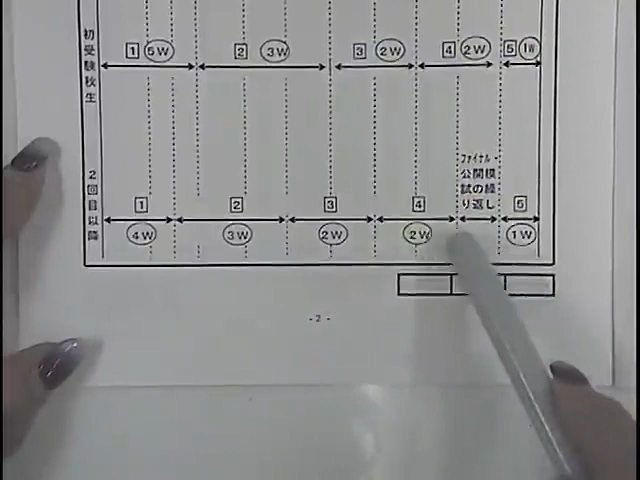 初受験秋生
1 5W 2 3W 3 2W 4 2W 5 1W
2回目以降
ファイナル・
公開模
試の繰
り返し
1 2 3 4 5
4W 3W 2W 2W 1W
- 2 -